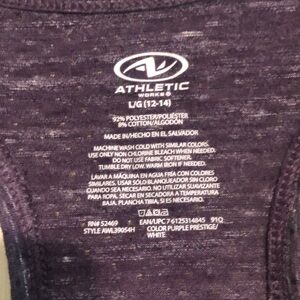 ATHLETIC
WORKS®
L/G (12-14)
92% POLYESTER/POLIÉSTER
8% COTTON/ALGODÓN
MADE IN/HECHO EN EL SALVADOR
MACHINE WASH COLD WITH SIMILAR COLORS.
USE ONLY NON CHLORINE BLEACH WHEN NEEDED.
DO NOT USE FABRIC SOFTENER.
TUMBLE DRY LOW. WARM IRON IF NEEDED.
LAVAR A MÁQUINA EN AGUA FRÍA CON COLORES
SIMILARES. USAR SÓLO BLANQUEADOR SIN CLORO
CUANDO SEA NECESARIO. NO UTILIZAR SUAVIZANTE
PARA ROPA. SECAR EN SECADORA A TEMPERATURA
BAJA. PLANCHA TIBIA, SI ES NECESARIO.
RN# 52469 EAN/UPC 7 6125314845 91Q
STYLE AWL39054H COLOR PURPLE PRESTIGE/
WHITE